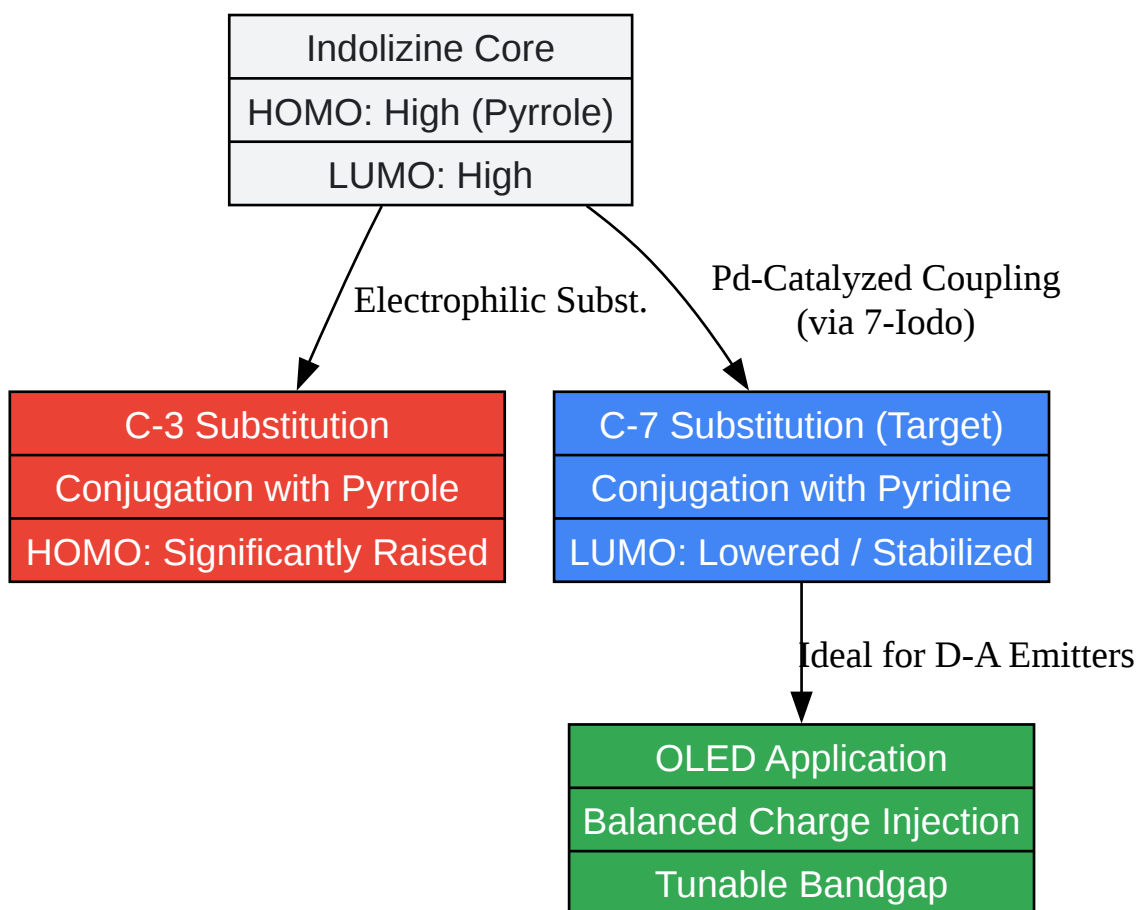 Indolizine Core
HOMO: High (Pyrrole)
LUMO: High
Electrophilic Subst.
Pd-Catalyzed Coupling
(via 7-Iodo)
C-3 Substitution
Conjugation with Pyrrole
HOMO: Significantly Raised
C-7 Substitution (Target)
Conjugation with Pyridine
LUMO: Lowered / Stabilized
Ideal for D-A Emitters
OLED Application
Balanced Charge Injection
Tunable Bandgap